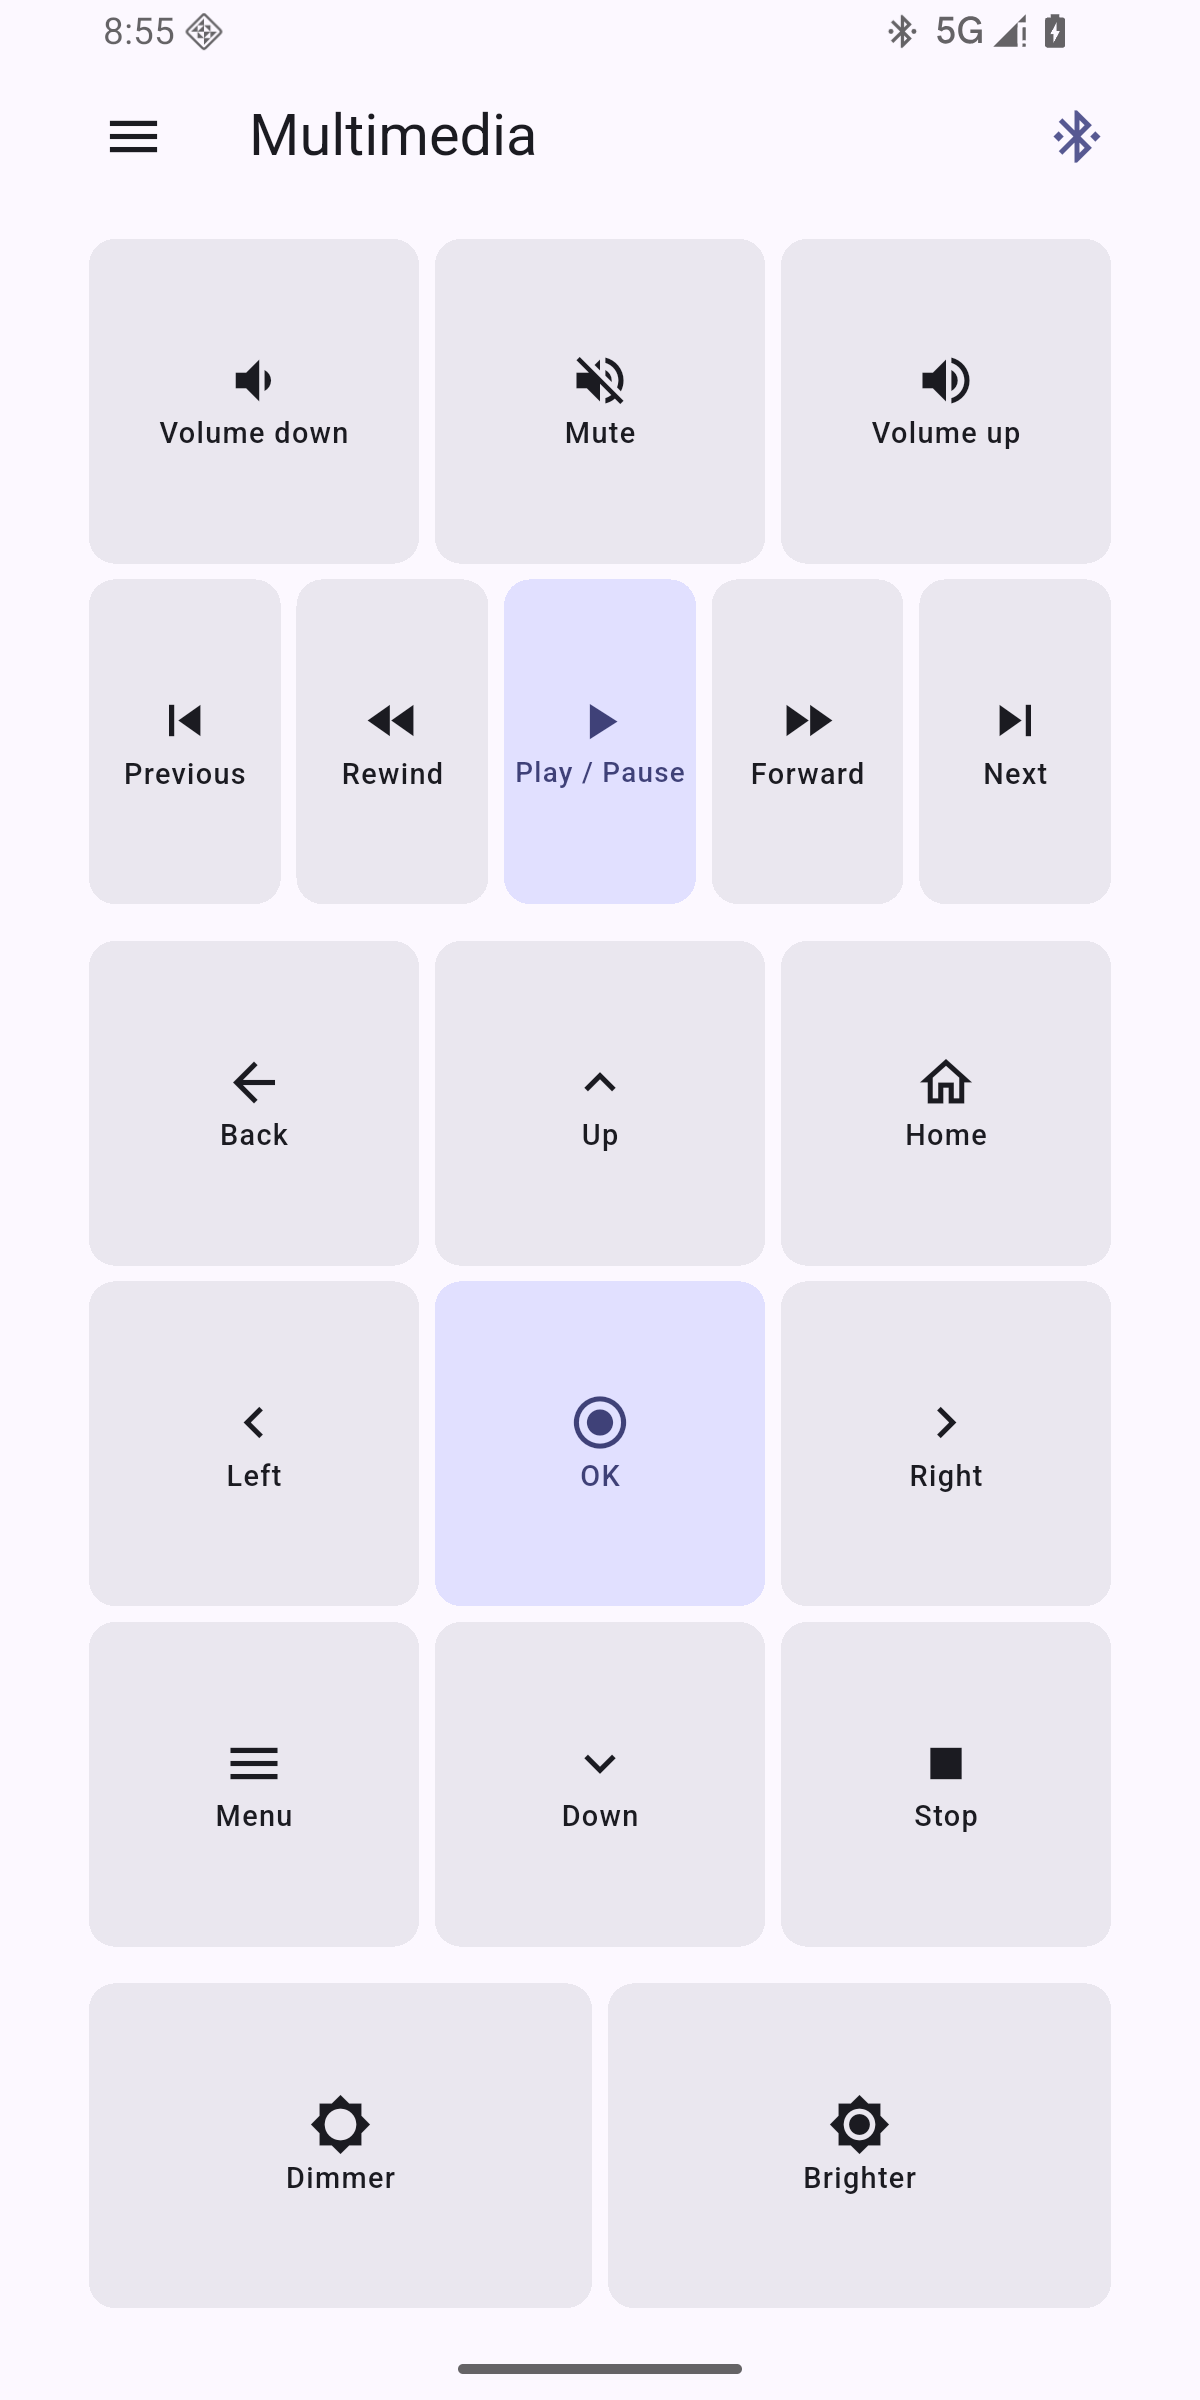 8:55 5G
Multimedia
Volume down Mute Volume up
Previous Rewind Play / Pause Forward Next
Back Up Home
Left OK Right
Menu Down Stop
Dimmer Brighter